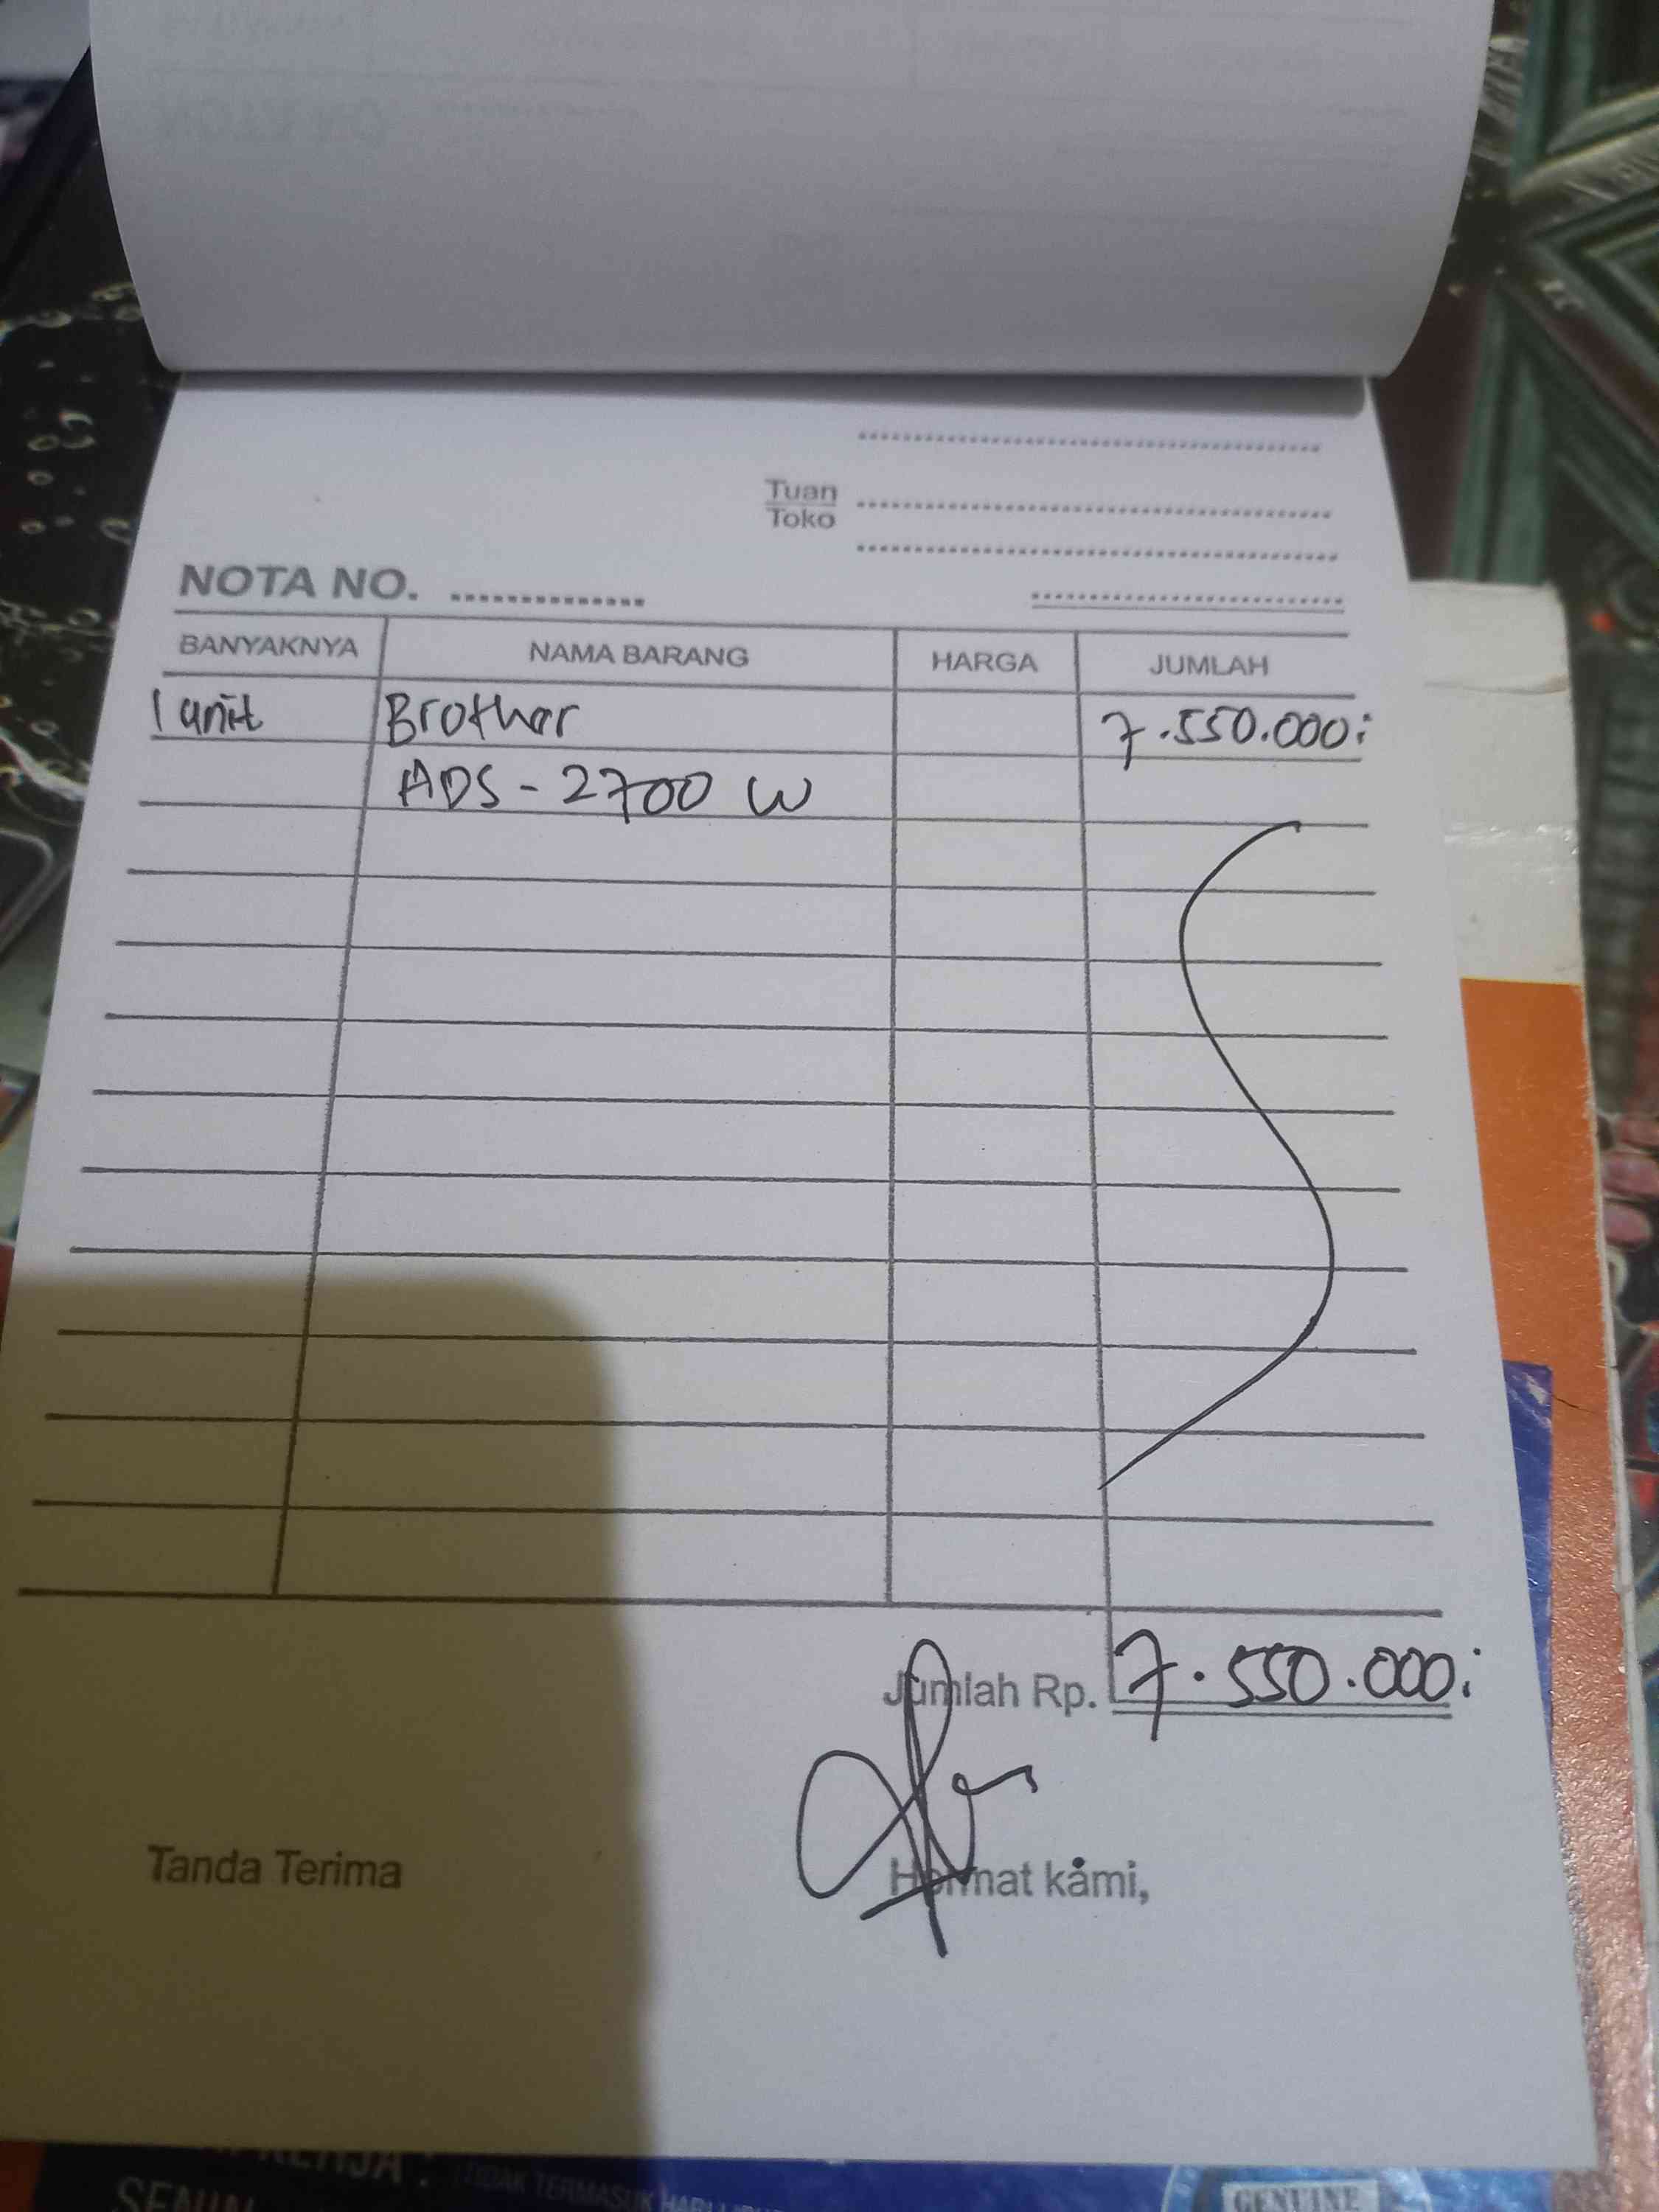 Tuan
Toko
NOTA NO.
BANYAKNYA NAMA BARANG HARGA JUMLAH
1 unit Brother 7.550.000;
ADS - 2700 W
Jumlah Rp. 7.550.000;
Tanda Terima Hormat kami,
TIDAK TERMASUK
GENUINE